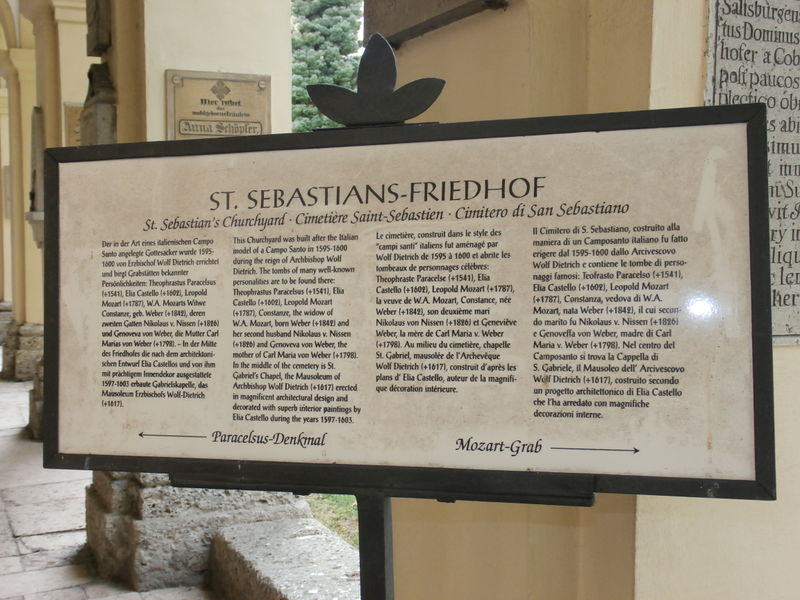 Hier ruhet
das
wohlgeborne Fräulein
Anna Schöpfer,
ST. SEBASTIANS-FRIEDHOF
St. Sebastian's Churchyard · Cimetière Saint-Sebastien · Cimitero di San Sebastiano
Der in der Art eines italienischen Campo
Santo angelegte Gottesacker wurde 1595-
1600 von Erzbischof Wolf Dietrich errichtet
und birgt Grabstätten bekannter
Persönlichkeiten: Theophrastus Paracelsus
(+1541), Elia Castello (+1602), Leopold
Mozart (+1787), W.A. Mozarts Witwe
Constanze, geb. Weber (+1842), deren
zweiten Gatten Nikolaus v. Nissen (+1826)
und Genoveva von Weber, die Mutter Carl
Marias von Weber (+1798). – In der Mitte
des Friedhofes die nach dem architektoni-
schen Entwurf Elia Castellos und von ihm
mit prächtigem Innendekor ausgestattete
1597-1603 erbaute Gabrielskapelle, das
Mausoleum Erzbischofs Wolf-Dietrich
(+1617).
This Churchyard was built after the Italian
model of a Campo Santo in 1595-1600
during the reign of Archbishop Wolf
Dietrich. The tombs of many well-known
personalities are to be found there:
Theophrastus Paracelsus (+1541), Elia
Castello (+1602), Leopold Mozart
(+1787), Constanze, the widow of
W.A. Mozart, born Weber (+1842) and
her second husband Nikolaus v. Nissen
(+1826) and Genoveva von Weber, the
mother of Carl Maria von Weber (+1798).
In the middle of the cemetery is St.
Gabriel's Chapel, the Mausoleum of
Archbishop Wolf Dietrich (+1617) erected
in magnificent architectural design and
decorated with superb interior paintings by
Elia Castello during the years 1597-1603.
Le cimetière, construit dans le style des
"campi santi" italiens fut aménagé par
Wolf Dietrich de 1595 à 1600 et abrite les
tombeaux de personnages célèbres:
Theophraste Paracelse (+1541), Elia
Castello (+1602), Leopold Mozart (+1787),
la veuve de W.A. Mozart, Constance, née
Weber (+1842), son deuxième mari
Nikolaus von Nissen (+1826) et Geneviève
Weber, la mère de Carl Maria v. Weber
(+1798). Au milieu du cimetière, chapelle
St. Gabriel, mausolée de l'Archevêque
Wolf Dietrich (+1617), construit d'après les
plans d' Elia Castello, auteur de la magnifi-
que décoration intérieure.
Il Cimitero di S. Sebastiano, costruito alla
maniera di un Camposanto italiano fu fatto
erigere dal 1595-1600 dallo Arcivescovo
Wolf Dietrich e contiene le tombe di perso-
naggi famosi: Teofrasto Paracelso (+1541),
Elia Castello (+1602), Leopold Mozart
(+1787), Constanza, vedova di W.A.
Mozart, nata Weber (+1842), il cui secon-
do marito fu Nikolaus v. Nissen (+1826)
e Genoveffa von Weber, madre di Carl
Maria v. Weber (+1798). Nel centro del
Camposanto si trova la Cappella di
S. Gabriele, il Mausoleo dell' Arcivescovo
Wolf Dietrich (+1617), costruito secondo
un progetto architettonico di Elia Castello
che l'ha arredato con magnifiche
decorazioni interne.
Paracelsus-Denkmal
Mozart-Grab
Salisburgen
tus Dominus
hofer a Cob
post paucos